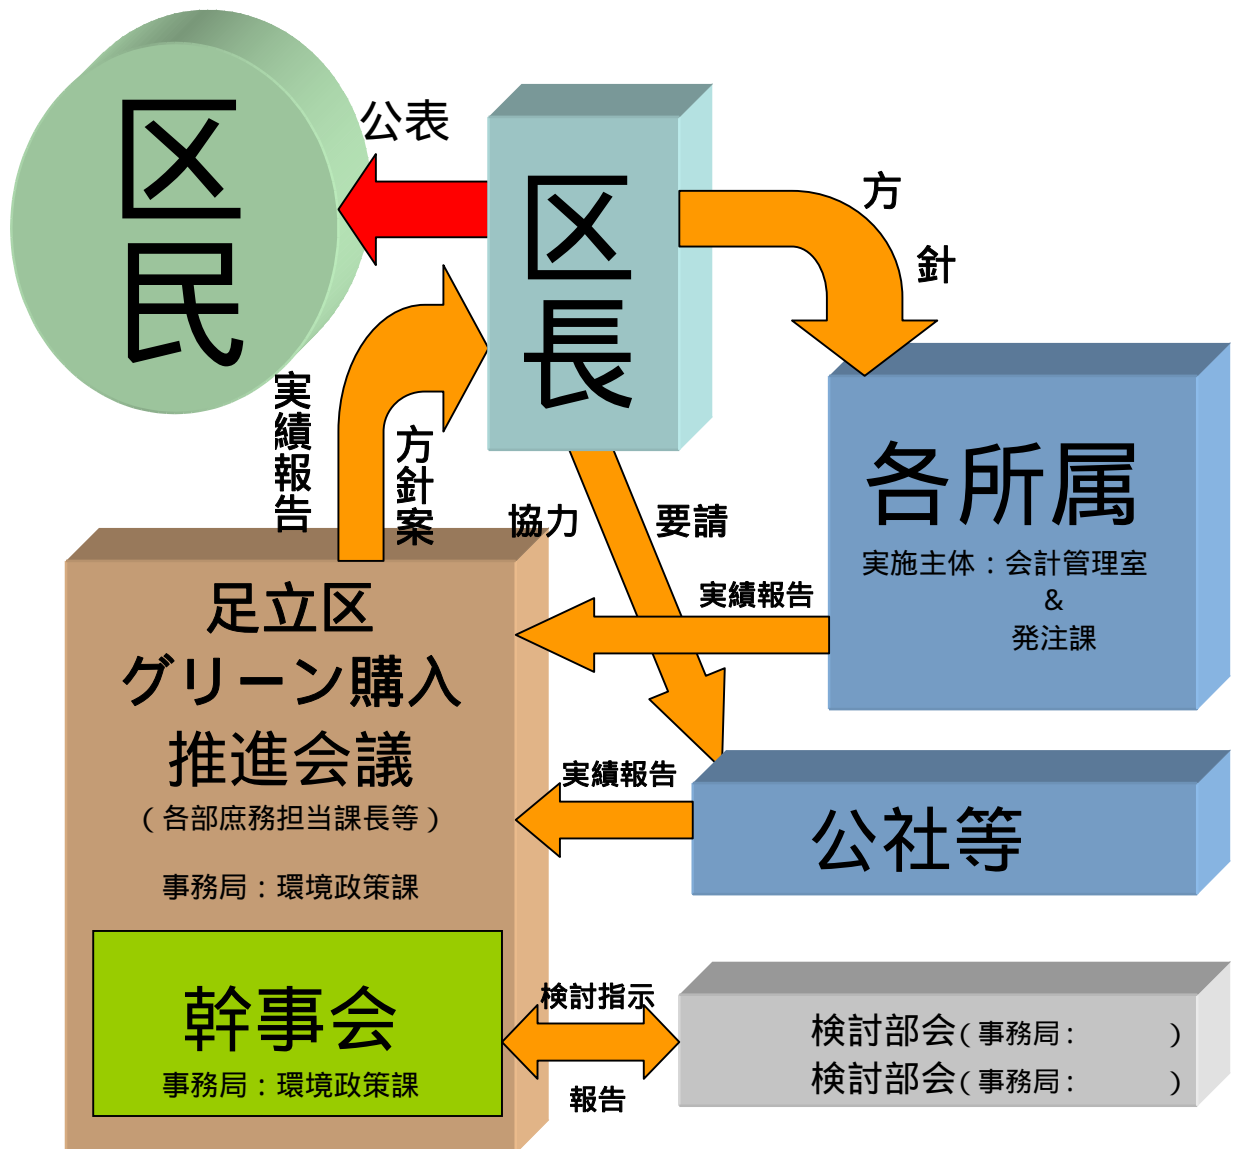 区民
公表
区長
方針
実績報告
方針案
協力 要請
各所属
実施主体：会計管理室
&
発注課
実績報告
足立区
グリーン購入
推進会議
（各部庶務担当課長等）
事務局：環境政策課
実績報告
公社等
幹事会
事務局：環境政策課
検討指示
報告
検討部会（事務局：　　　）
検討部会（事務局：　　　）